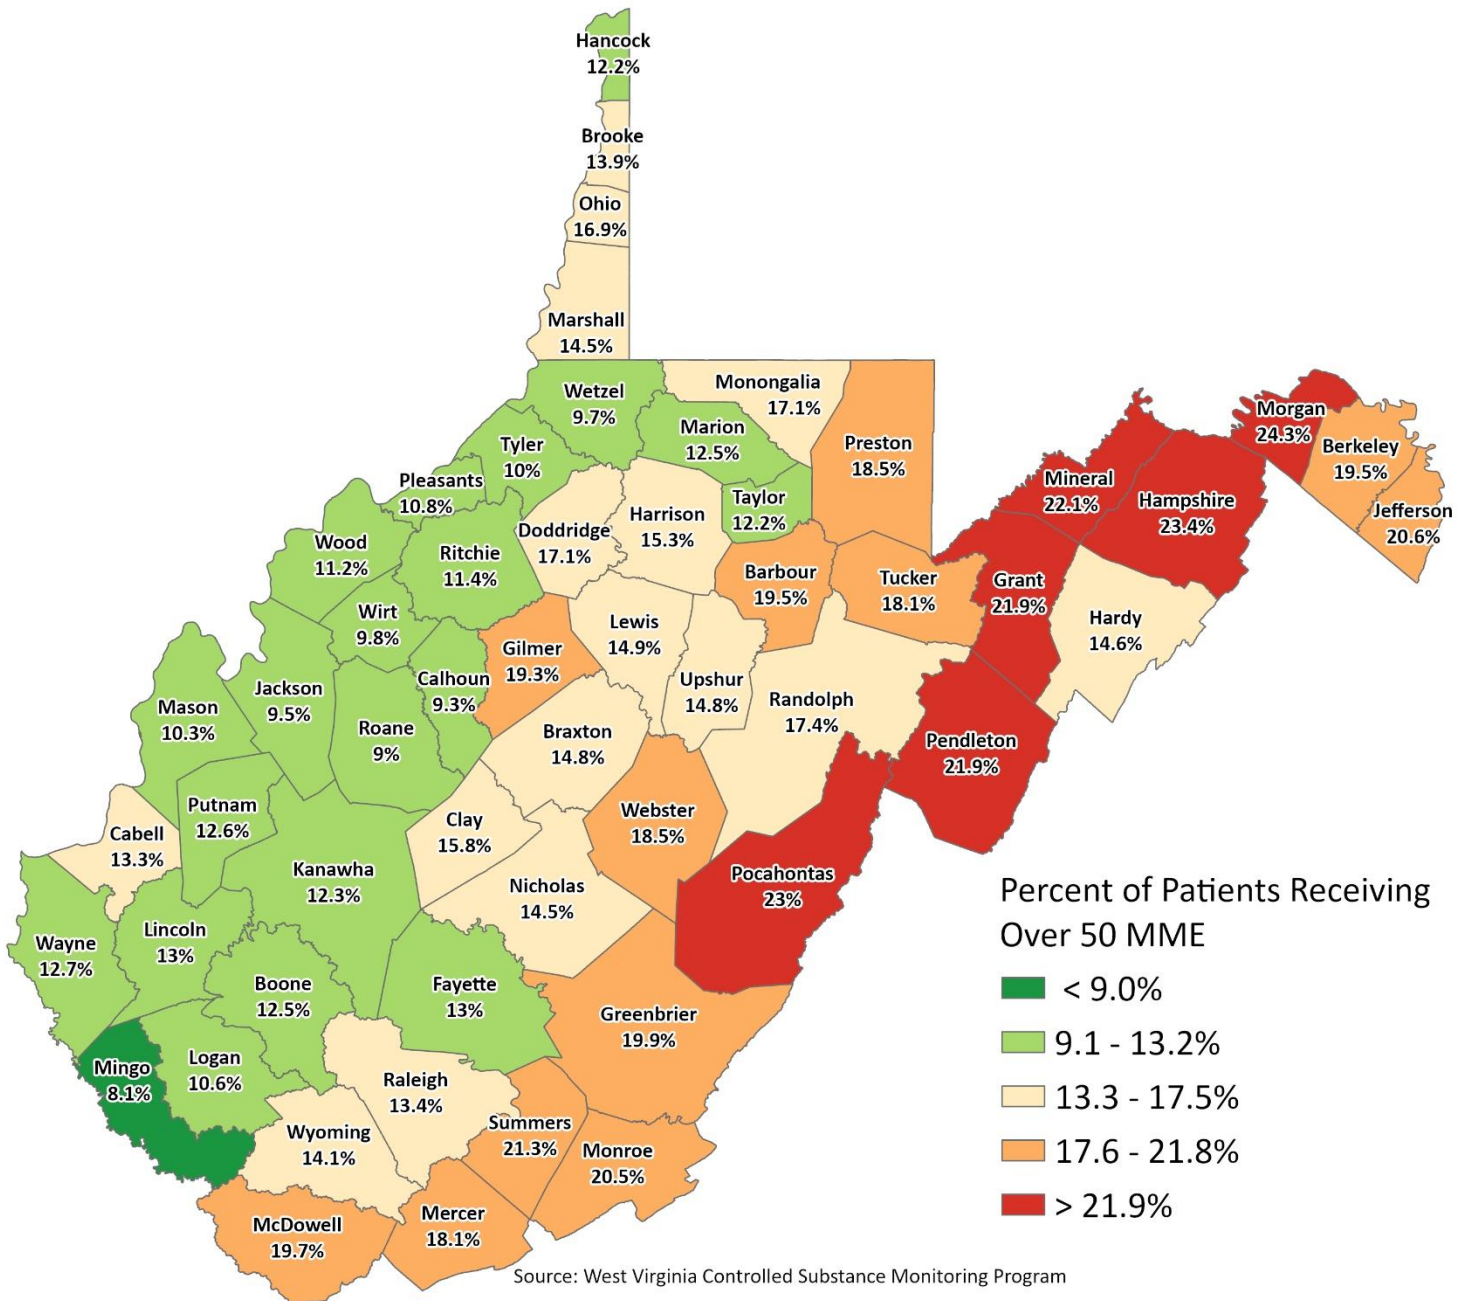 Hancock
12.2%
Brooke
13.9%
Ohio
16.9%
Marshall
14.5%
Wetzel
9.7%
Monongalia
17.1%
Marion
12.5%
Preston
18.5%
Tyler
10%
Pleasants
10.8%
Taylor
12.2%
Doddridge
17.1%
Harrison
15.3%
Wood
11.2%
Ritchie
11.4%
Barbour
19.5%
Tucker
18.1%
Mineral
22.1%
Hampshire
23.4%
Morgan
24.3%
Berkeley
19.5%
Jefferson
20.6%
Grant
21.9%
Hardy
14.6%
Wirt
9.8%
Gilmer
19.3%
Lewis
14.9%
Upshur
14.8%
Randolph
17.4%
Calhoun
9.3%
Jackson
9.5%
Mason
10.3%
Roane
9%
Braxton
14.8%
Pendleton
21.9%
Putnam
12.6%
Cabell
13.3%
Clay
15.8%
Webster
18.5%
Kanawha
12.3%
Nicholas
14.5%
Pocahontas
23%
Wayne
12.7%
Lincoln
13%
Boone
12.5%
Fayette
13%
Greenbrier
19.9%
Mingo
8.1%
Logan
10.6%
Raleigh
13.4%
Wyoming
14.1%
Summers
21.3%
Monroe
20.5%
McDowell
19.7%
Mercer
18.1%
Percent of Patients Receiving
Over 50 MME
< 9.0%
9.1 - 13.2%
13.3 - 17.5%
17.6 - 21.8%
> 21.9%
Source: West Virginia Controlled Substance Monitoring Program